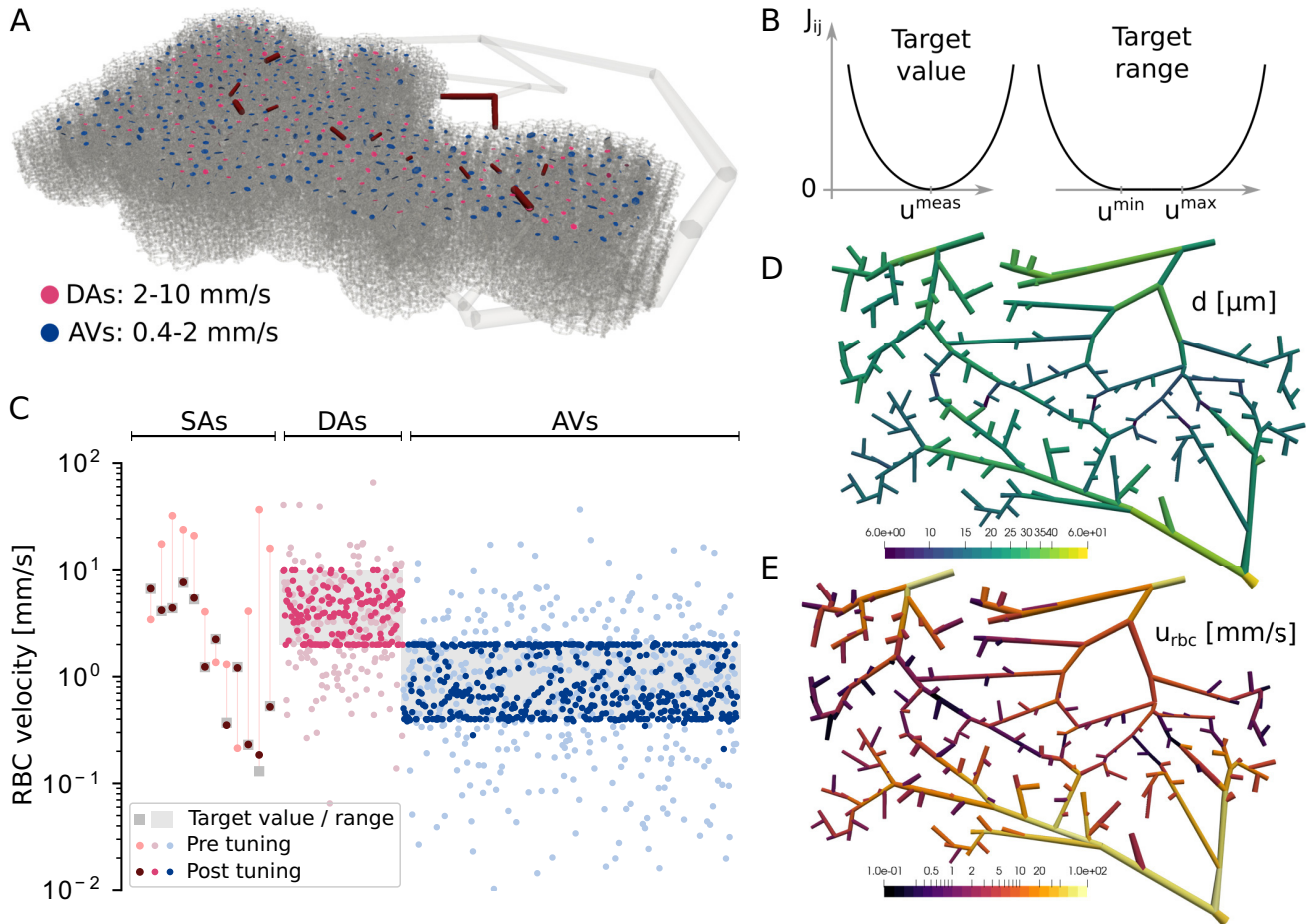 A
DAs: 2-10 mm/s
AVs: 0.4-2 mm/s
B
J_ij
Target value
Target range
0
u^meas
u^min
u^max
C
SAs
DAs
AVs
RBC velocity [mm/s]
10^2
10^1
10^0
10^-1
10^-2
Target value / range
Pre tuning
Post tuning
D
d [μm]
6.0e+00 10 15 20 25 30 35 40 6.0e+01
E
u_rbc [mm/s]
1.0e-01 0.5 1 2 5 10 20 1.0e+02